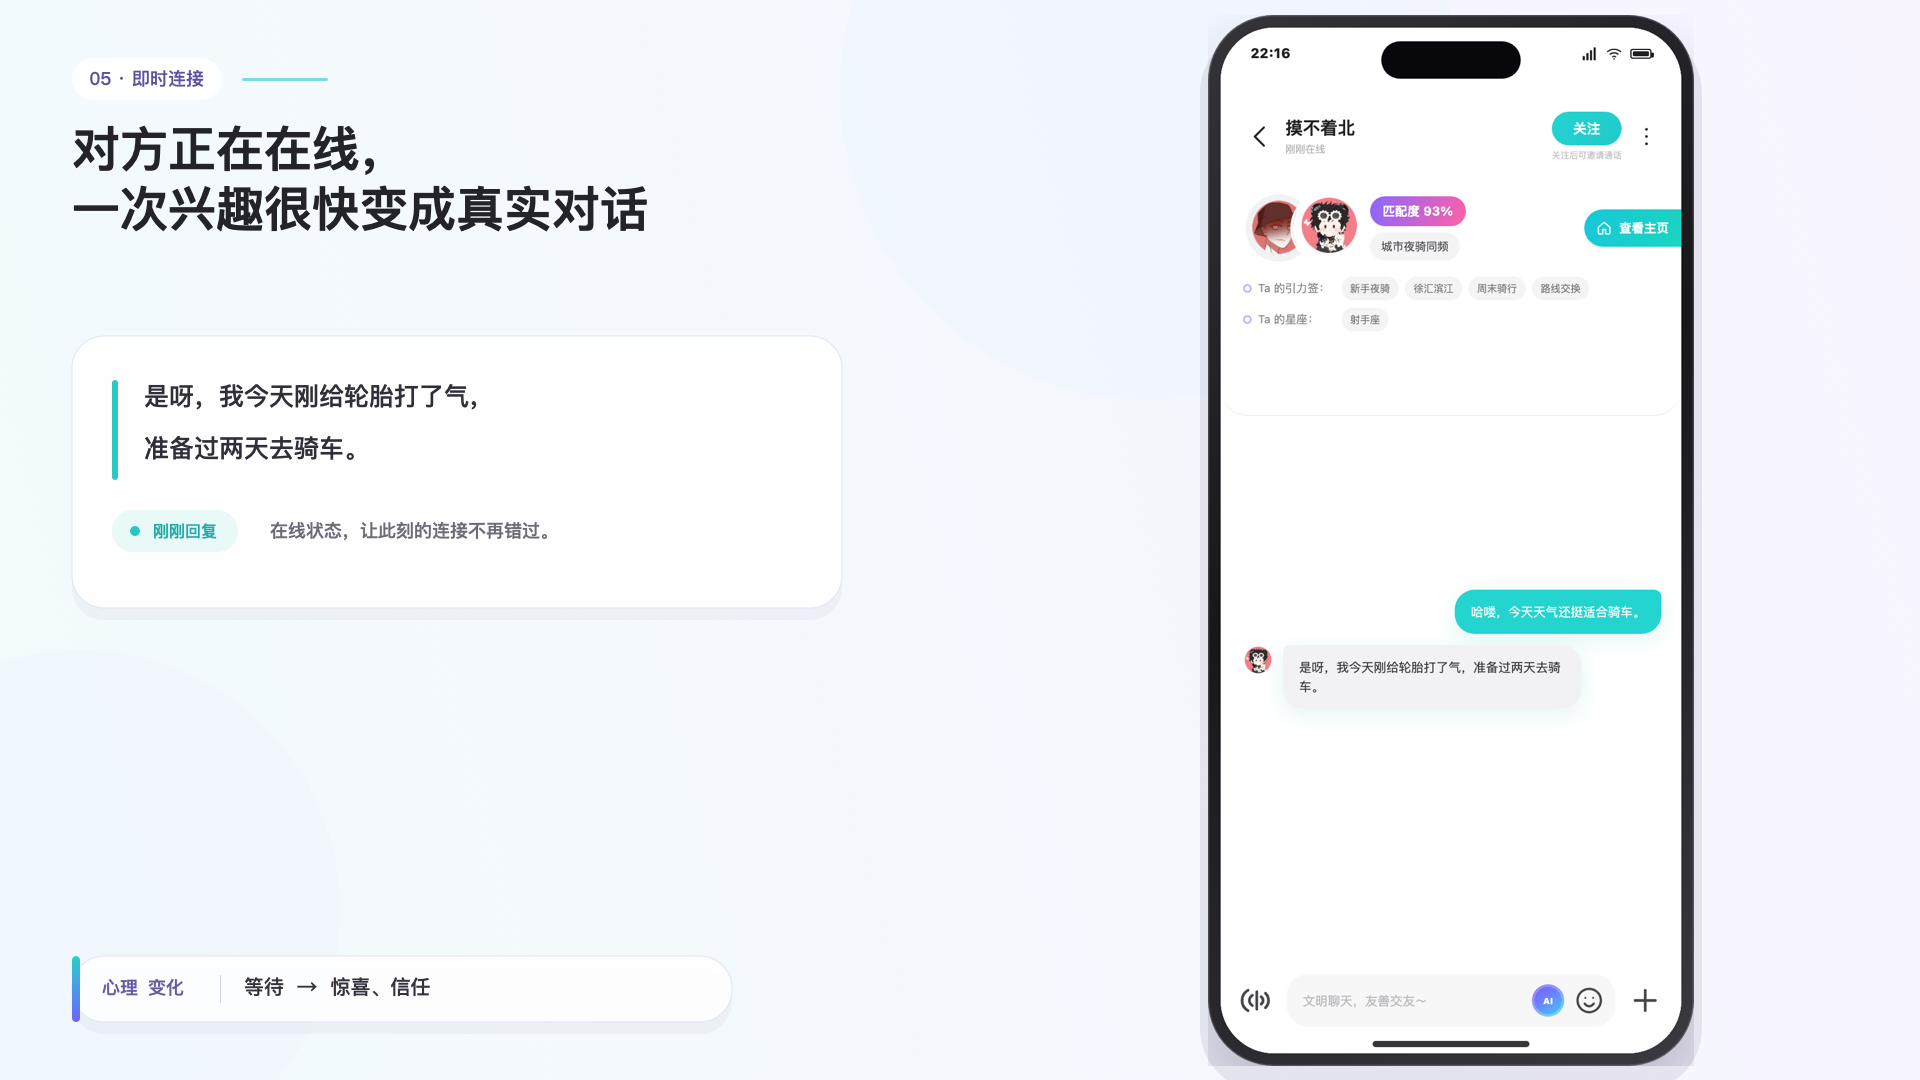 05 · 即时连接
对方正在在线，
一次兴趣很快变成真实对话
是呀，我今天刚给轮胎打了气，
准备过两天去骑车。
刚刚回复
在线状态，让此刻的连接不再错过。
心理 变化
等待 → 惊喜、信任
22:16
摸不着北
刚刚在线
关注
关注后可邀请通话
匹配度 93%
城市夜骑同频
查看主页
Ta 的引力签： 新手夜骑 徐汇滨江 周末骑行 路线交换
Ta 的星座： 射手座
哈喽，今天天气还挺适合骑车。
是呀，我今天刚给轮胎打了气，准备过两天去骑
车。
文明聊天，友善交友～
AI